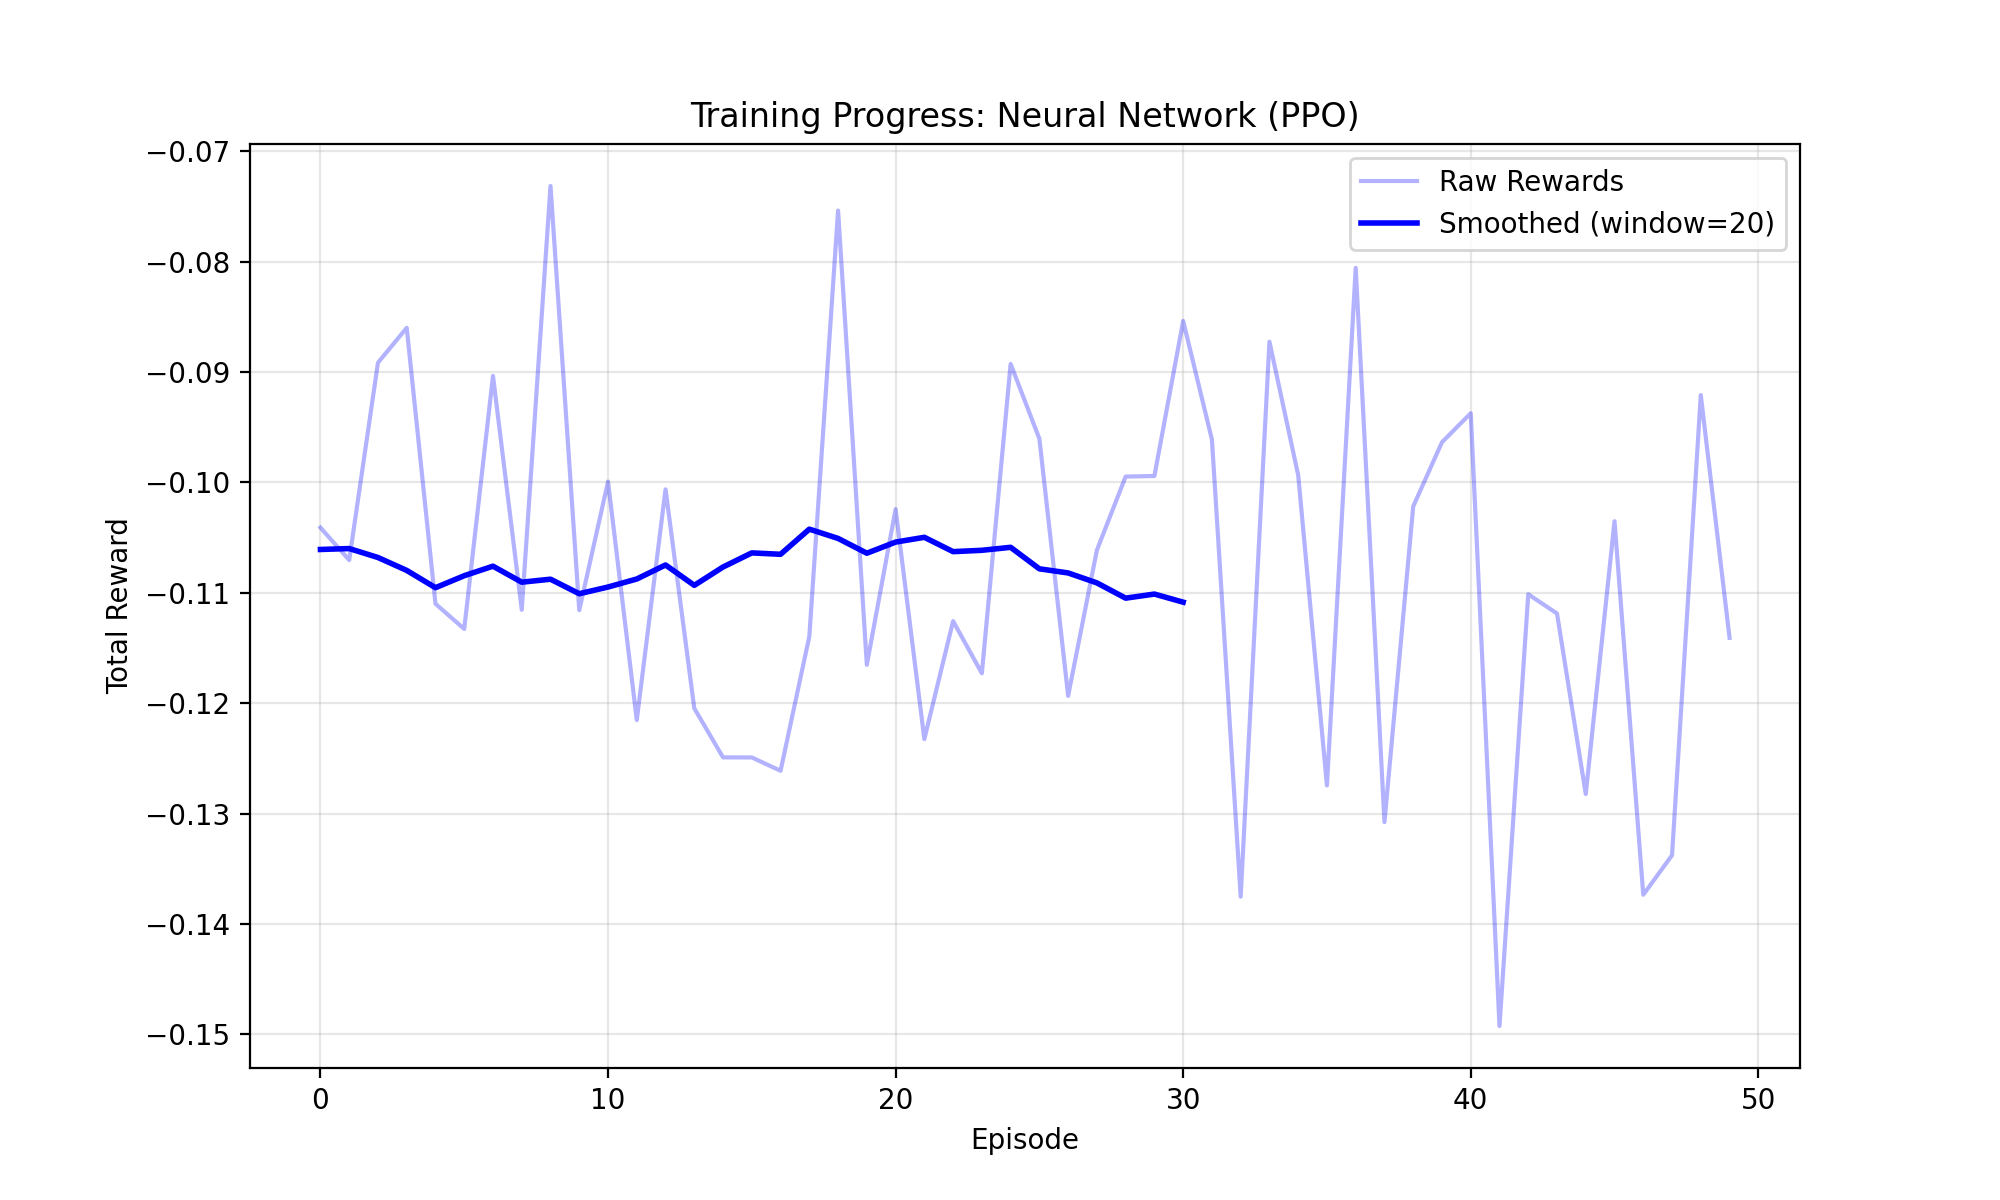 Training Progress: Neural Network (PPO)
Raw Rewards
Smoothed (window=20)
Total Reward
−0.07
−0.08
−0.09
−0.10
−0.11
−0.12
−0.13
−0.14
−0.15
0 10 20 30 40 50
Episode